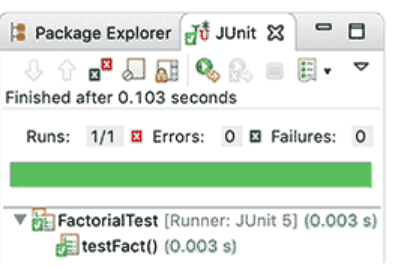 Package Explorer JUnit
Finished after 0.103 seconds
Runs: 1/1 Errors: 0 Failures: 0
FactorialTest [Runner: JUnit 5] (0.003 s)
testFact() (0.003 s)